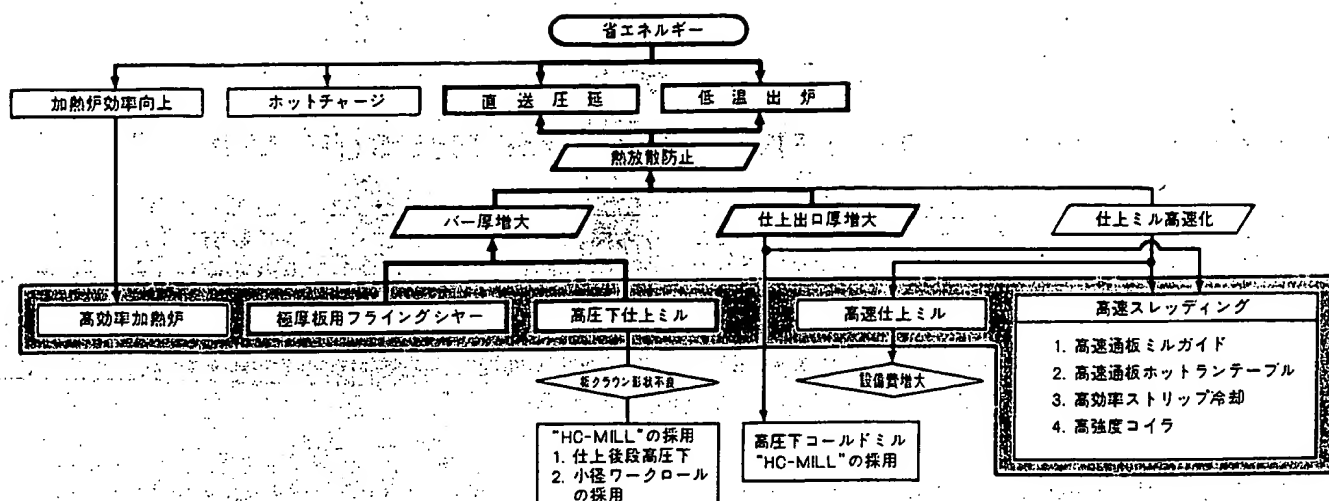 省エネルギー
加熱炉効率向上
ホットチャージ
直送圧延
低温出炉
熱放散防止
バー厚増大
仕上出口厚増大
仕上ミル高速化
高効率加熱炉
極厚板用フライングシヤー
高圧下仕上ミル
高速仕上ミル
高速スレッディング
1. 高速通板ミルガイド
2. 高速通板ホットランテーブル
3. 高効率ストリップ冷却
4. 高強度コイラ
板クラウン形状不良
設備費増大
"HC-MILL"の採用
1. 仕上後段高圧下
2. 小径ワークロール
の採用
高圧下コールドミル
"HC-MILL"の採用